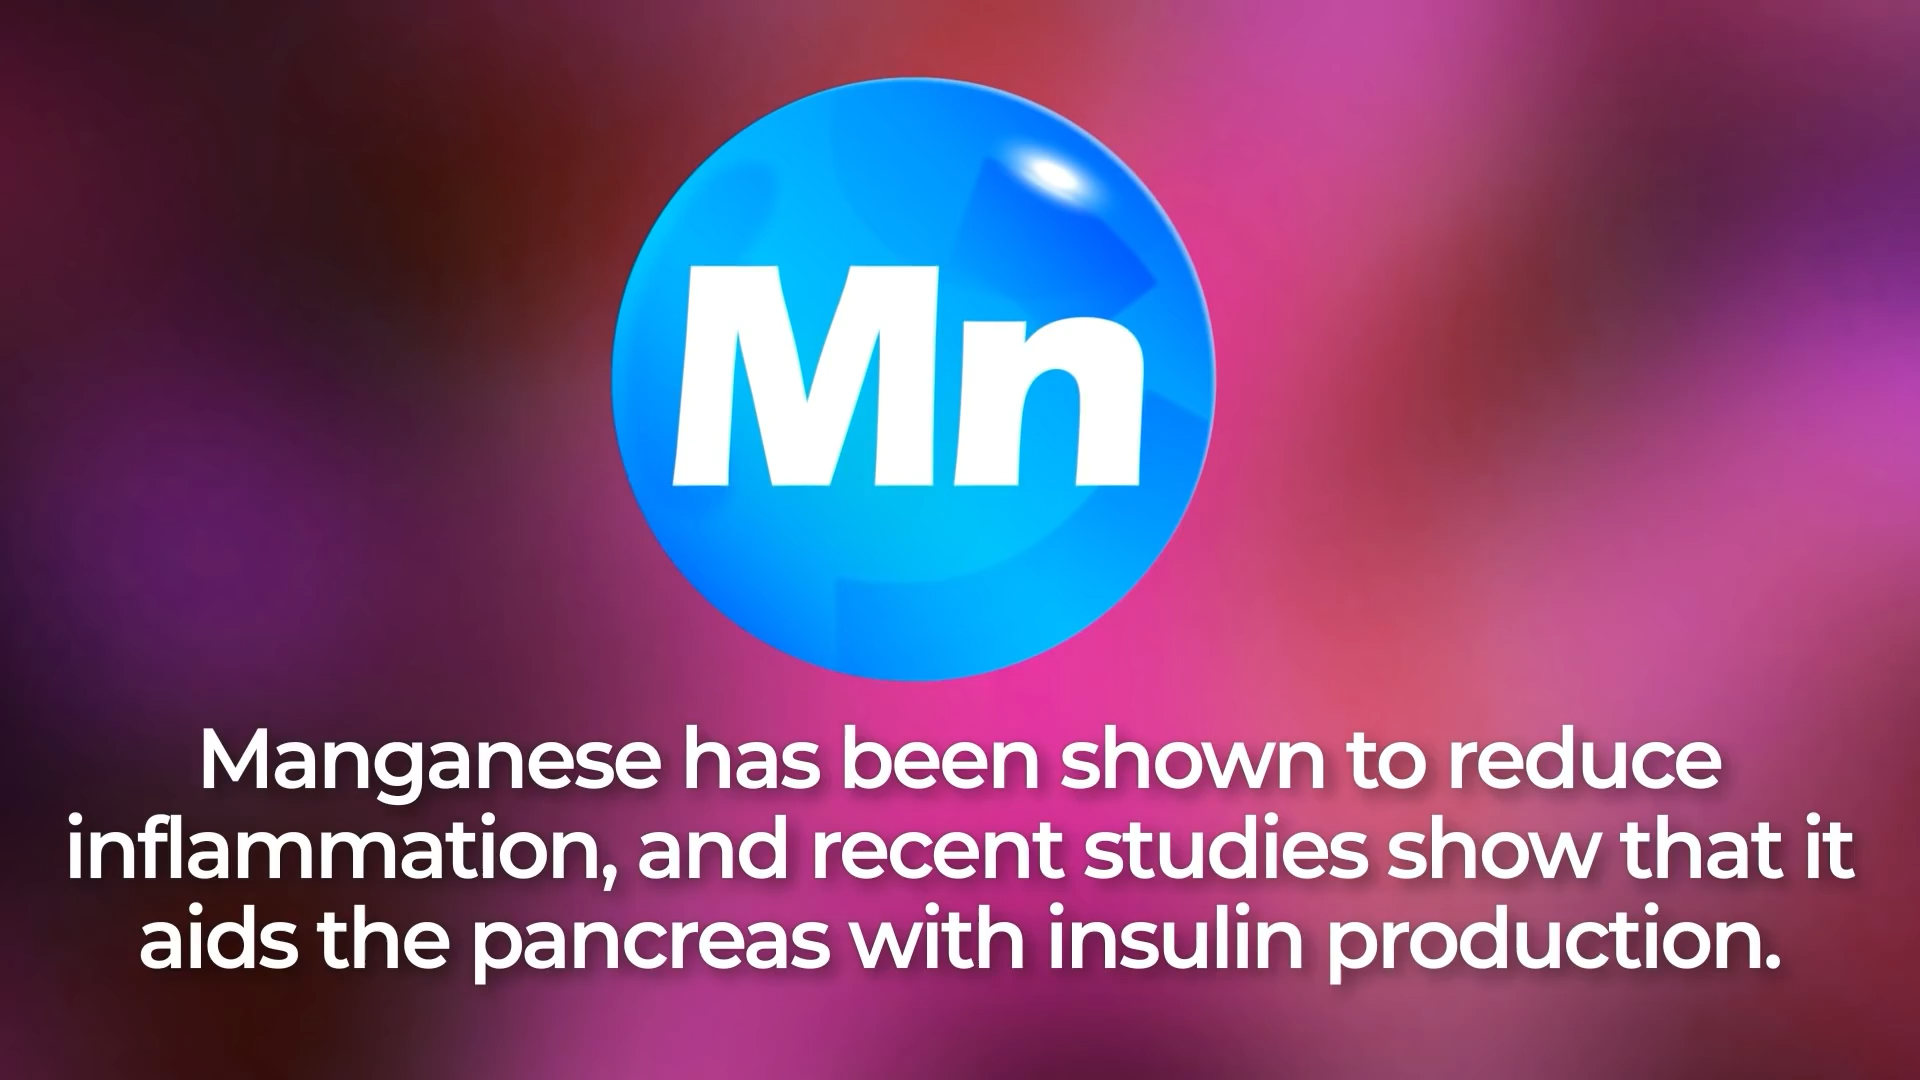 Mn
Manganese has been shown to reduce
inflammation, and recent studies show that it
aids the pancreas with insulin production.